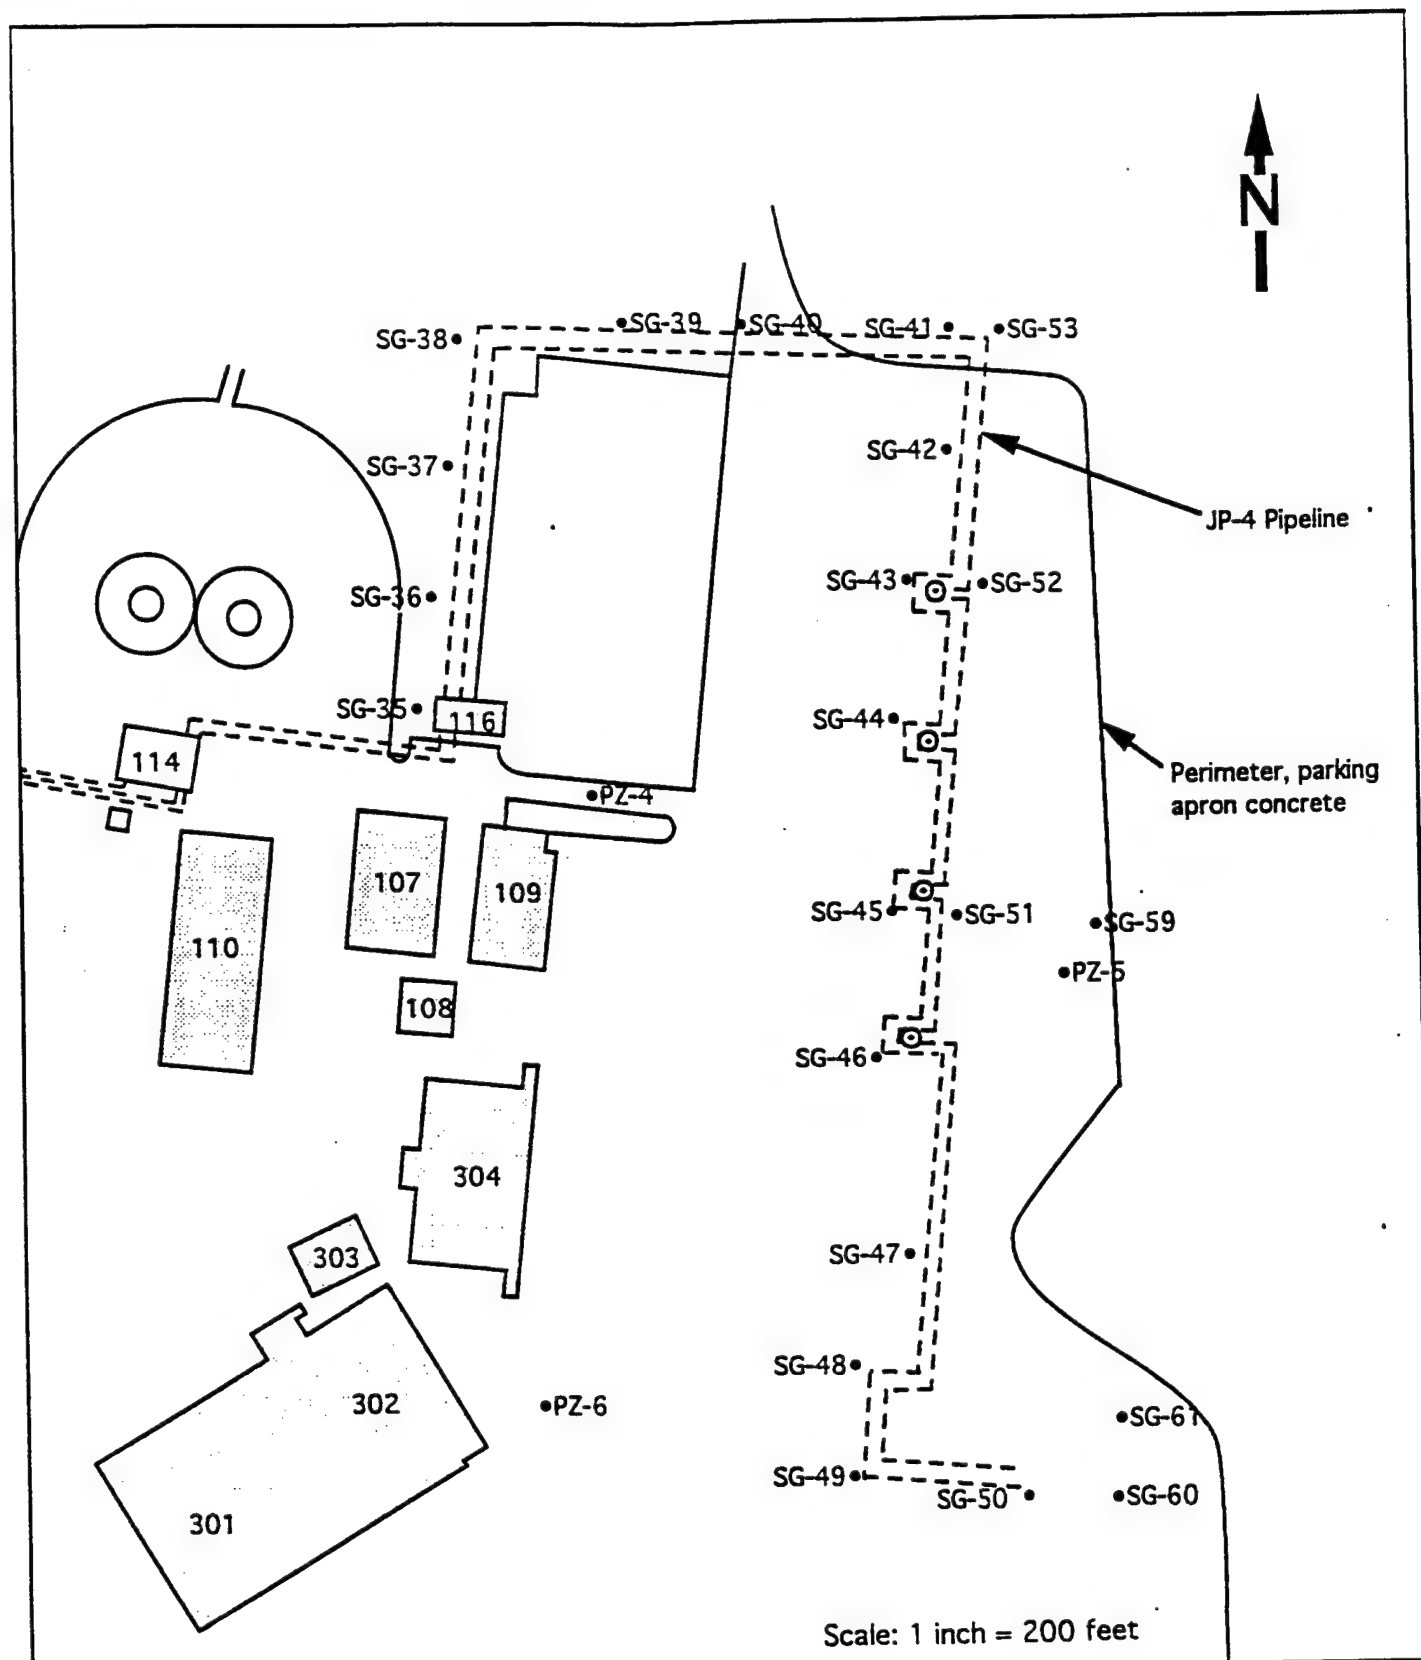 N
SG-39
SG-40
SG-41
SG-53
SG-38
SG-42
SG-37
JP-4 Pipeline
SG-43
SG-52
SG-36
SG-35
116
SG-44
114
Perimeter, parking
apron concrete
PZ-4
107
109
SG-45
SG-51
SG-59
110
PZ-5
108
SG-46
304
SG-47
303
SG-48
302
PZ-6
SG-61
SG-49
SG-50
SG-60
301
Scale: 1 inch = 200 feet